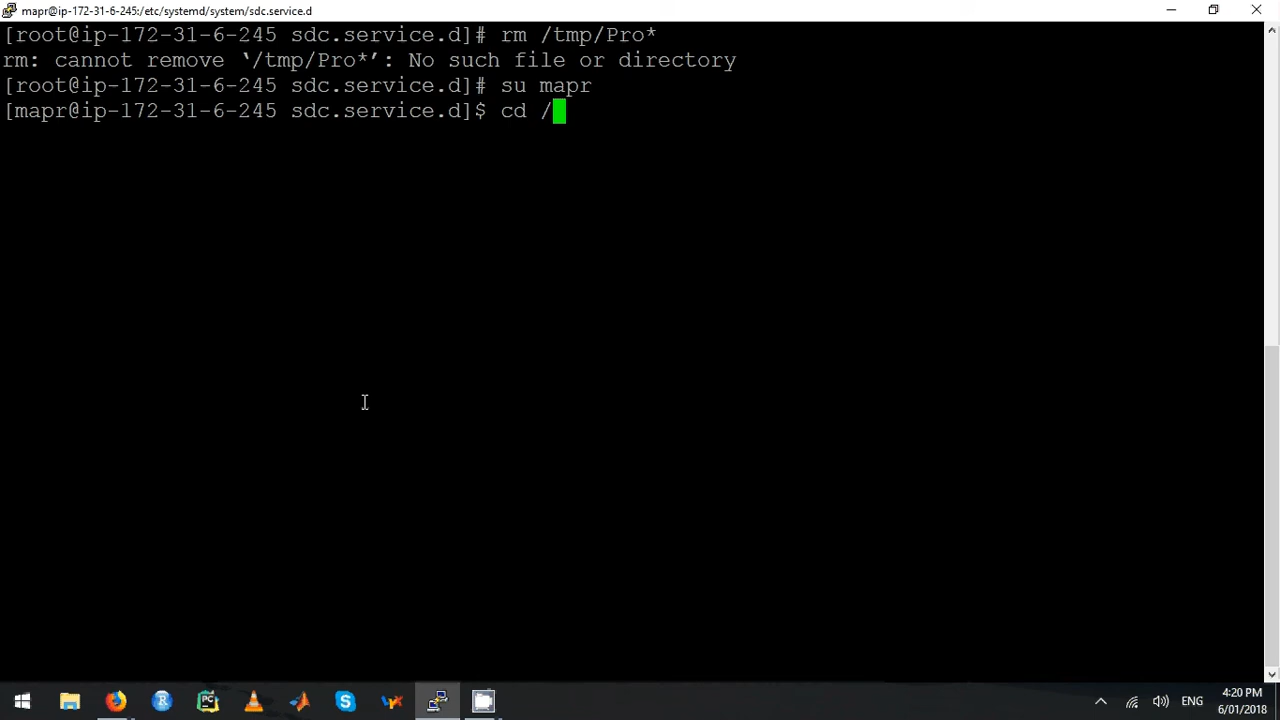 mapr@ip-172-31-6-245:/etc/systemd/system/sdc.service.d
[root@ip-172-31-6-245 sdc.service.d]# rm /tmp/Pro*
rm: cannot remove ‘/tmp/Pro*’: No such file or directory
[root@ip-172-31-6-245 sdc.service.d]# su mapr
[mapr@ip-172-31-6-245 sdc.service.d]$ cd /
R
PC
ENG
4:20 PM
6/01/2018